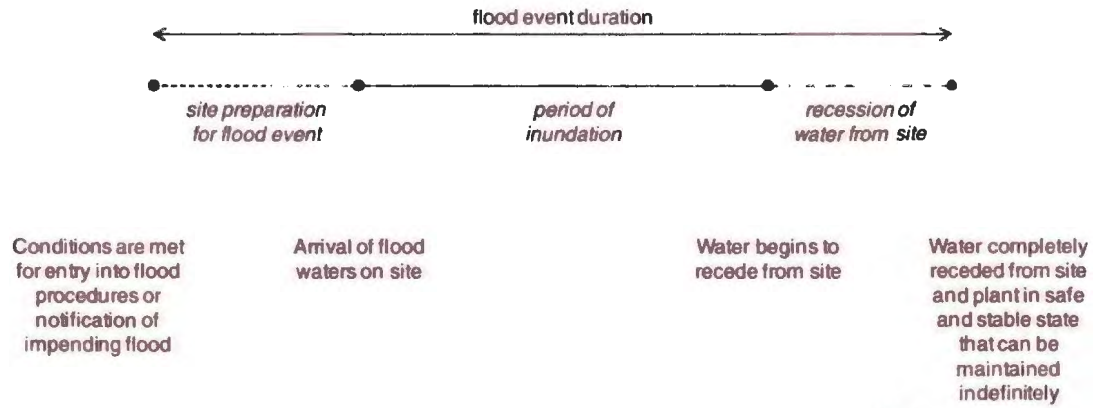 flood event duration
site preparation
for flood event
period of
inundation
recession of
water from site
Conditions are met
for entry into flood
procedures or
notification of
impending flood
Arrival of flood
waters on site
Water begins to
recede from site
Water completely
receded from site
and plant in safe
and stable state
that can be
maintained
indefinitely